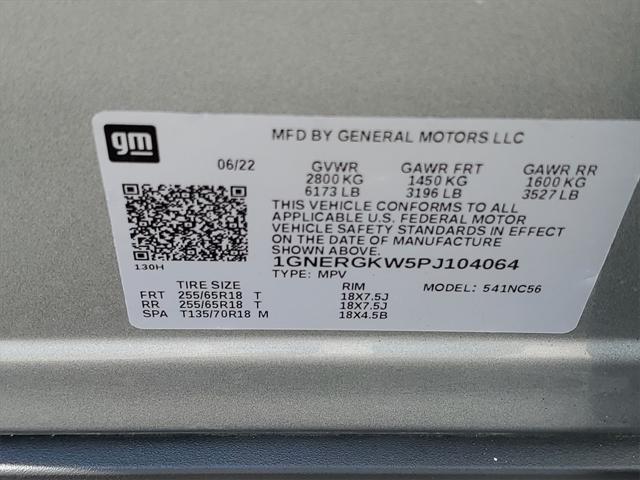 gm
MFD BY GENERAL MOTORS LLC
06/22 GVWR GAWR FRT GAWR RR
2800 KG 1450 KG 1600 KG
6173 LB 3196 LB 3527 LB
THIS VEHICLE CONFORMS TO ALL
APPLICABLE U.S. FEDERAL MOTOR
VEHICLE SAFETY STANDARDS IN EFFECT
ON THE DATE OF MANUFACTURE
SHOWN ABOVE.
1GNERGKW5PJ104064
130H
TYPE: MPV MODEL: 541NC56
TIRE SIZE RIM
FRT 255/65R18 T 18X7.5J
RR 255/65R18 T 18X7.5J
SPA T135/70R18 M 18X4.5B